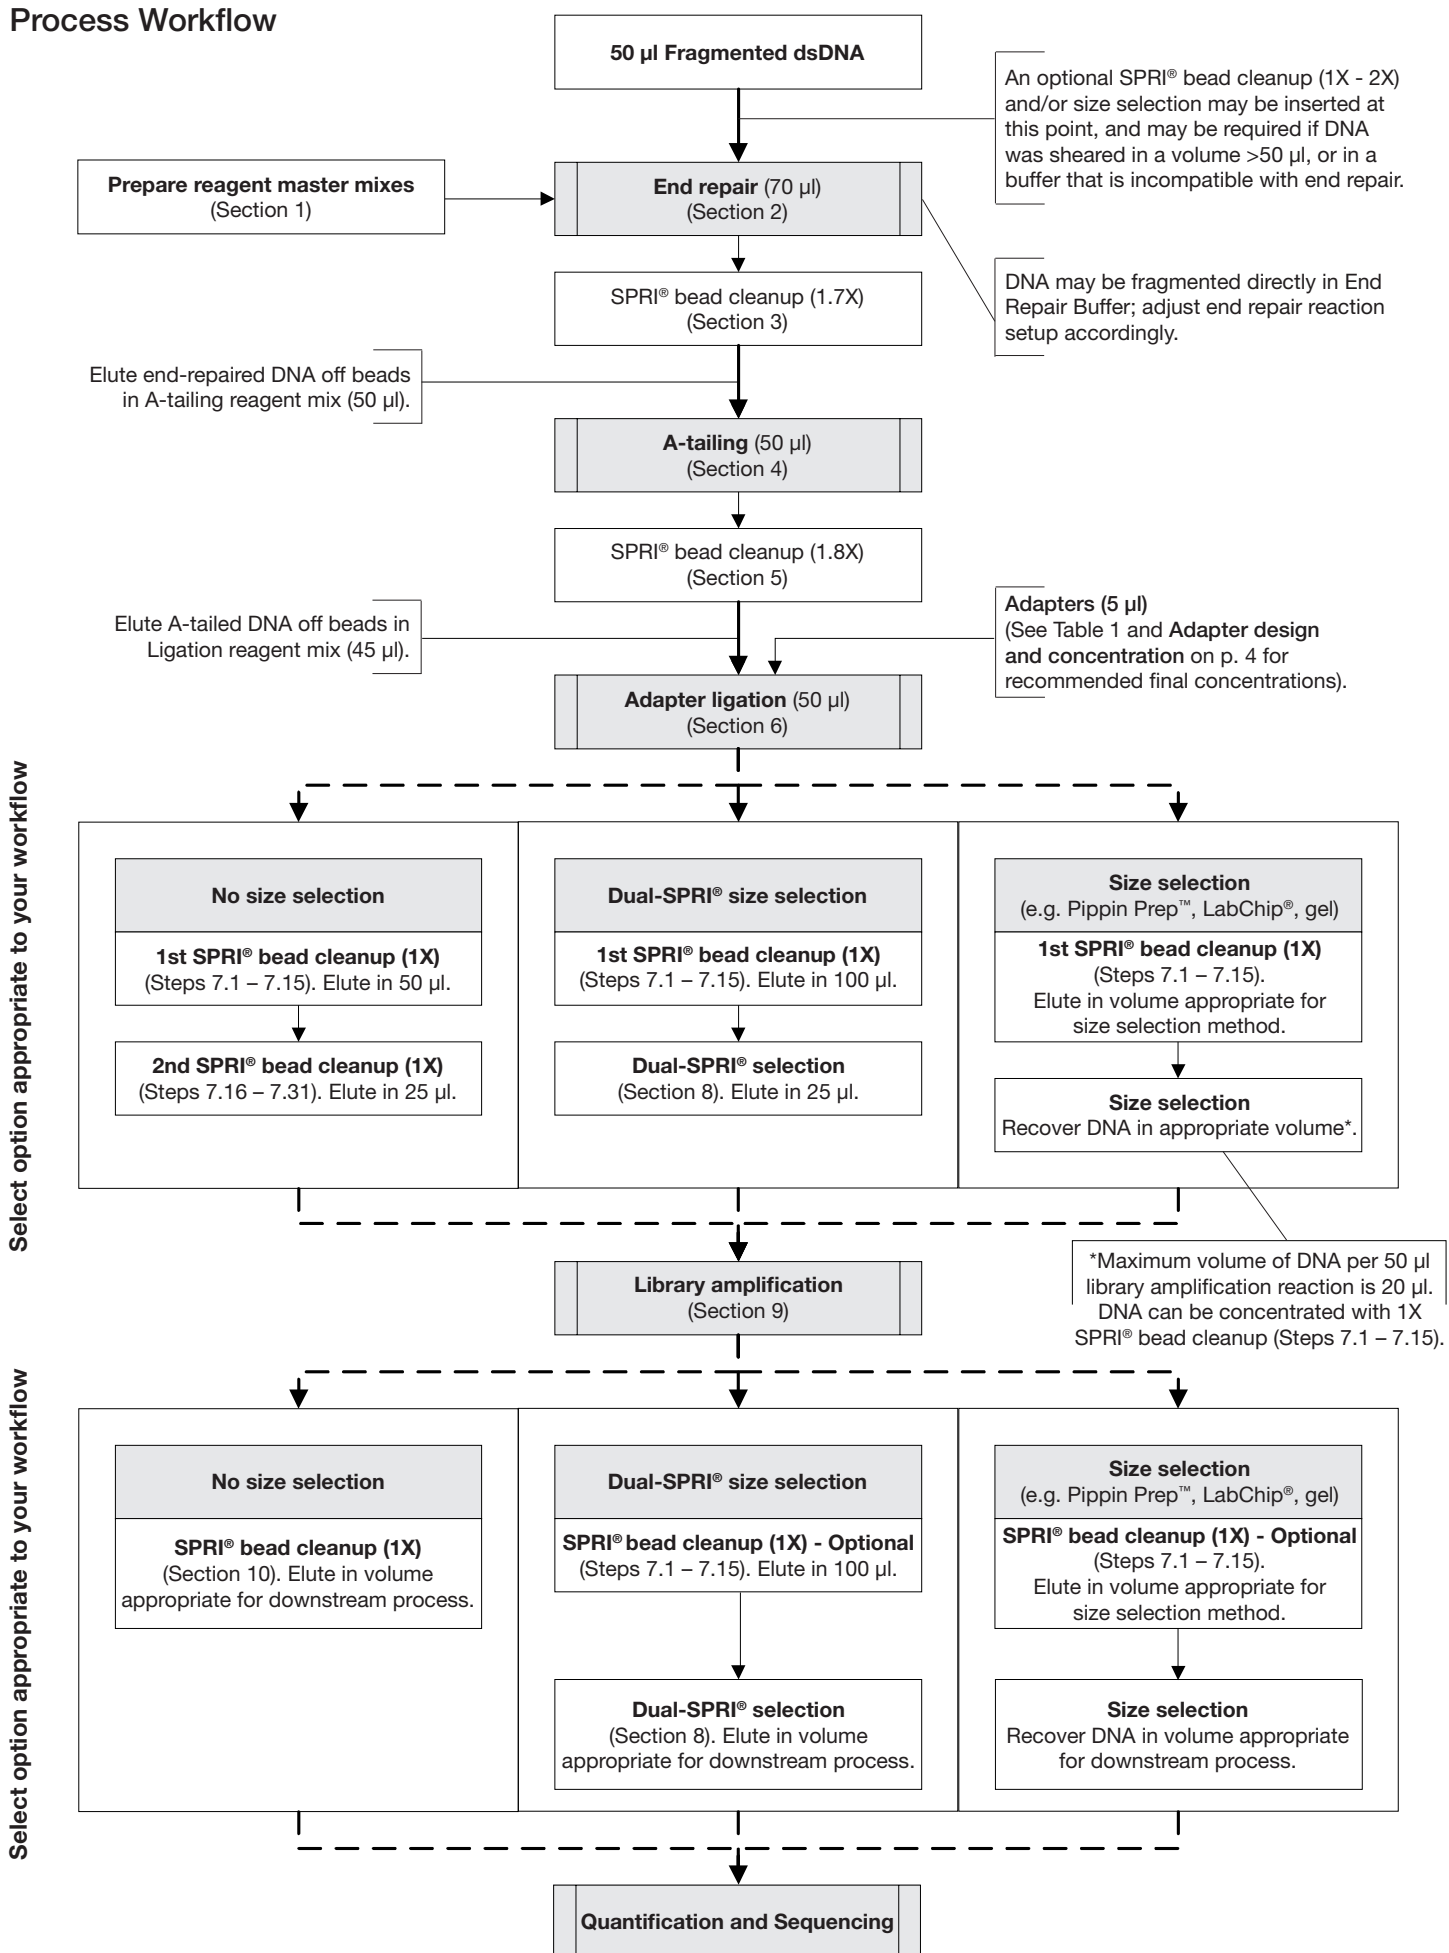 Process Workflow
50 µl Fragmented dsDNA
An optional SPRI® bead cleanup (1X - 2X)
and/or size selection may be inserted at
this point, and may be required if DNA
was sheared in a volume >50 µl, or in a
buffer that is incompatible with end repair.
Prepare reagent master mixes
(Section 1)
End repair (70 µl)
(Section 2)
DNA may be fragmented directly in End
Repair Buffer; adjust end repair reaction
setup accordingly.
SPRI® bead cleanup (1.7X)
(Section 3)
Elute end-repaired DNA off beads
in A-tailing reagent mix (50 µl).
A-tailing (50 µl)
(Section 4)
SPRI® bead cleanup (1.8X)
(Section 5)
Elute A-tailed DNA off beads in
Ligation reagent mix (45 µl).
Adapters (5 µl)
(See Table 1 and Adapter design
and concentration on p. 4 for
recommended final concentrations).
Adapter ligation (50 µl)
(Section 6)
Select option appropriate to your workflow
No size selection
1st SPRI® bead cleanup (1X)
(Steps 7.1 – 7.15). Elute in 50 µl.
2nd SPRI® bead cleanup (1X)
(Steps 7.16 – 7.31). Elute in 25 µl.
Dual-SPRI® size selection
1st SPRI® bead cleanup (1X)
(Steps 7.1 – 7.15). Elute in 100 µl.
Dual-SPRI® selection
(Section 8). Elute in 25 µl.
Size selection
(e.g. Pippin Prep™, LabChip®, gel)
1st SPRI® bead cleanup (1X)
(Steps 7.1 – 7.15).
Elute in volume appropriate for
size selection method.
Size selection
Recover DNA in appropriate volume*.
*Maximum volume of DNA per 50 µl
library amplification reaction is 20 µl.
DNA can be concentrated with 1X
SPRI® bead cleanup (Steps 7.1 – 7.15).
Library amplification
(Section 9)
Select option appropriate to your workflow
No size selection
SPRI® bead cleanup (1X)
(Section 10). Elute in volume
appropriate for downstream process.
Dual-SPRI® size selection
SPRI® bead cleanup (1X) - Optional
(Steps 7.1 – 7.15). Elute in 100 µl.
Dual-SPRI® selection
(Section 8). Elute in volume
appropriate for downstream process.
Size selection
(e.g. Pippin Prep™, LabChip®, gel)
SPRI® bead cleanup (1X) - Optional
(Steps 7.1 – 7.15).
Elute in volume appropriate for
size selection method.
Size selection
Recover DNA in volume appropriate
for downstream process.
Quantification and Sequencing